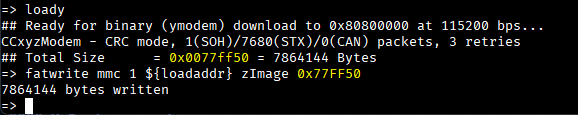 => loady
## Ready for binary (ymodem) download to 0x80800000 at 115200 bps...
CCxyzModem - CRC mode, 1(SOH)/7680(STX)/0(CAN) packets, 3 retries
## Total Size      = 0x0077ff50 = 7864144 Bytes
=> fatwrite mmc 1 ${loadaddr} zImage 0x77FF50
7864144 bytes written
=>